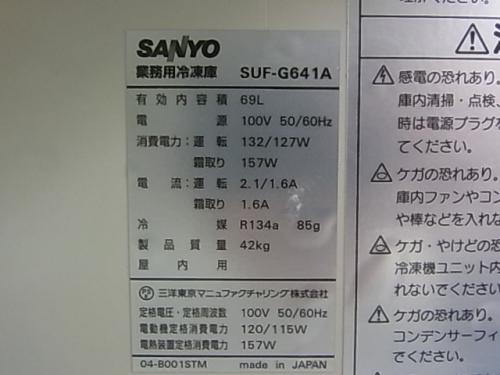 SANYO
業務用冷凍庫 SUF-G641A
有効内容積 69L
電源 100V 50/60Hz
消費電力:運転 132/127W
霜取り 157W
電流:運転 2.1/1.6A
霜取り 1.6A
冷媒 R134a 85g
製品質量 42kg
屋内用
PS E 三洋東京マニュファクチャリング株式会社
定格電圧・定格周波数 100V 50/60Hz
電動機定格消費電力 120/115W
電熱装置定格消費電力 157W
04-B001STM made in JAPAN
感電の恐れあり。
庫内清掃・点検、
時は電源プラグを
てください。
ケガの恐れあり。
庫内ファンやコン
や棒などを入れな
ケガ・やけどの恐
冷凍機ユニット内
れないでください
ケガの恐れあり。
コンデンサーフィ
でください。